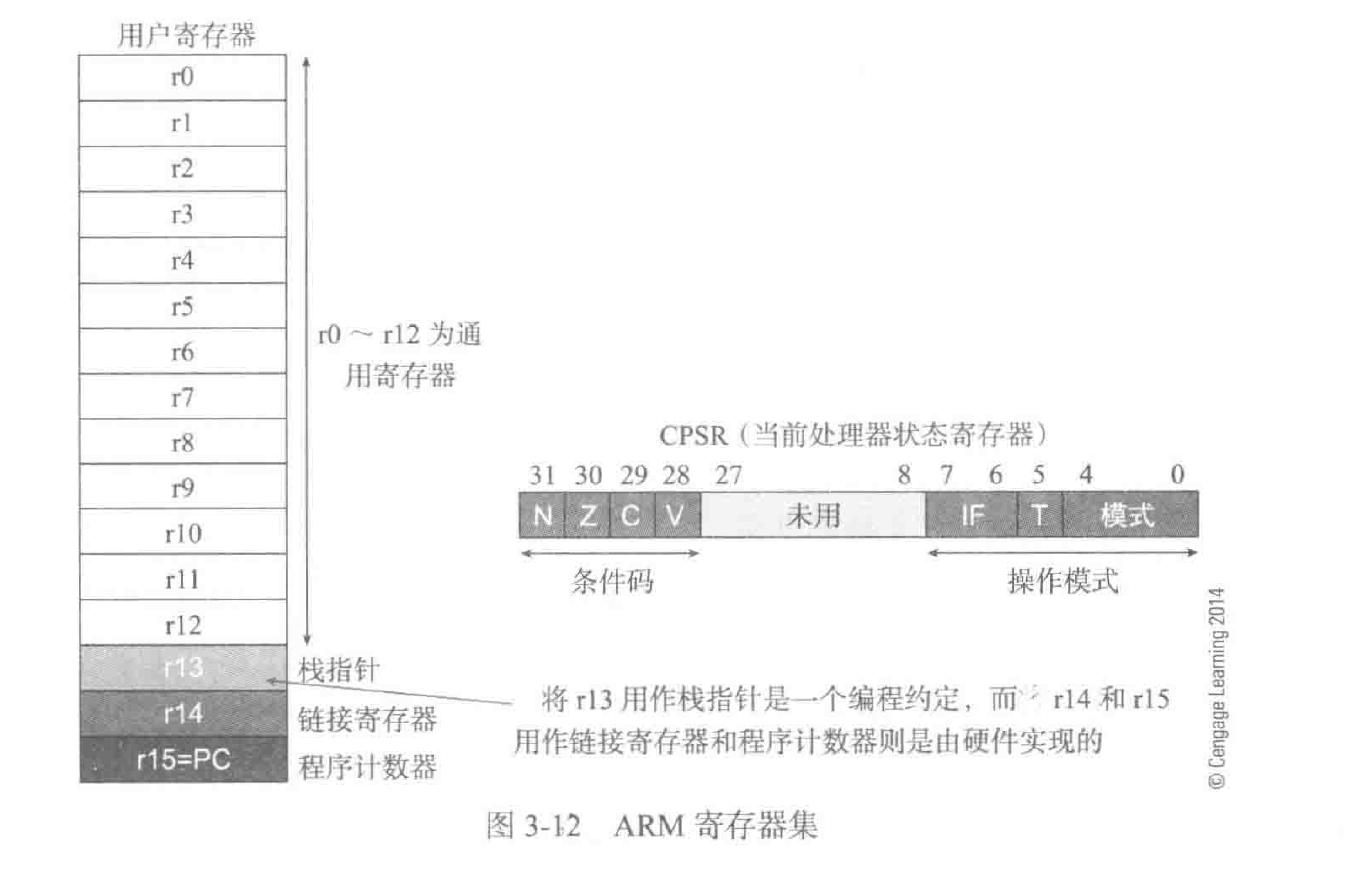 用户寄存器
r0
r1
r2
r3
r4
r5
r6
r7
r8
r9
r10
r11
r12
r13
r14
r15=PC
r0～r12 为通
用寄存器
栈指针
链接寄存器
程序计数器
CPSR（当前处理器状态寄存器）
31 30 29 28 27 8 7 6 5 4 0
N Z C V 未用 IF T 模式
条件码 操作模式
将 r13 用作栈指针是一个编程约定，而 r14 和 r15
用作链接寄存器和程序计数器则是由硬件实现的
© Cengage Learning 2014
图 3-12 ARM 寄存器集